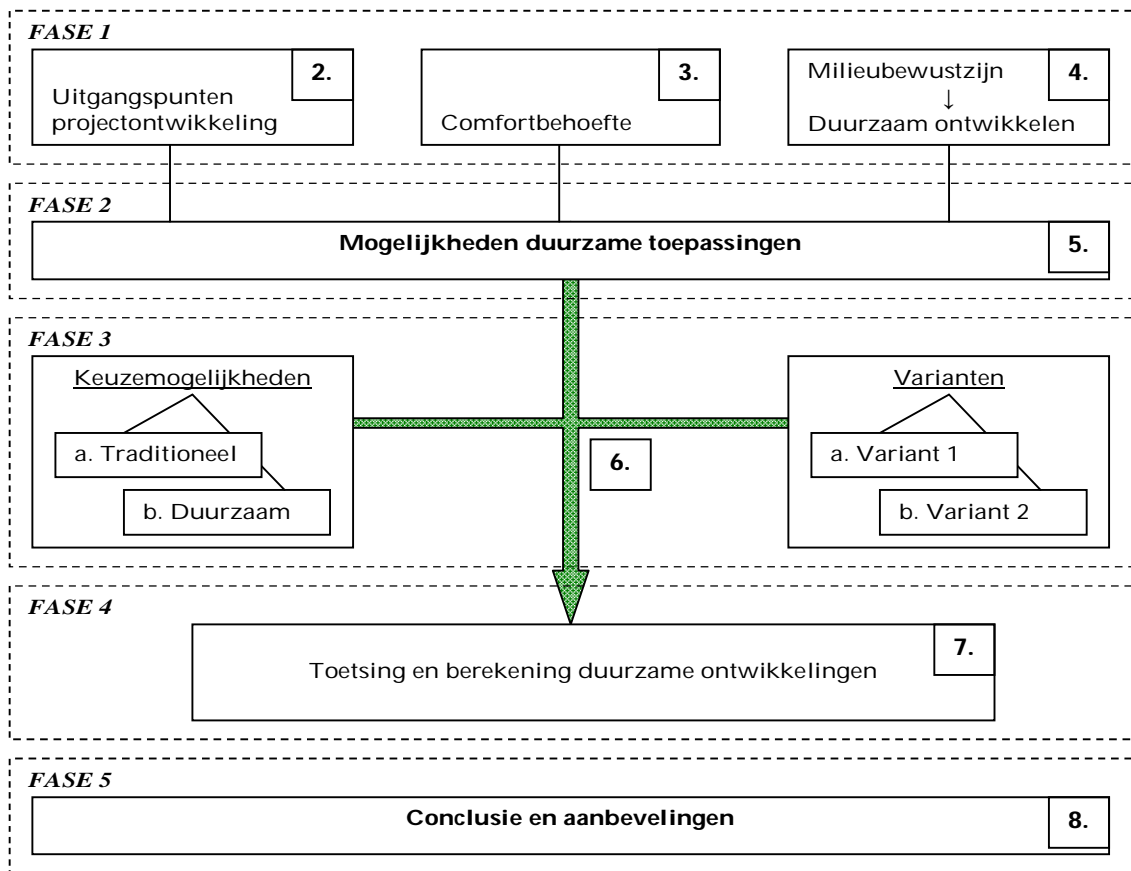 FASE 1
2.
Uitgangspunten
projectontwikkeling
3.
Comfortbehoefte
4.
Milieubewustzijn
↓
Duurzaam ontwikkelen
FASE 2
Mogelijkheden duurzame toepassingen
5.
FASE 3
Keuzemogelijkheden
a. Traditioneel
b. Duurzaam
6.
Varianten
a. Variant 1
b. Variant 2
FASE 4
7.
Toetsing en berekening duurzame ontwikkelingen
FASE 5
Conclusie en aanbevelingen
8.